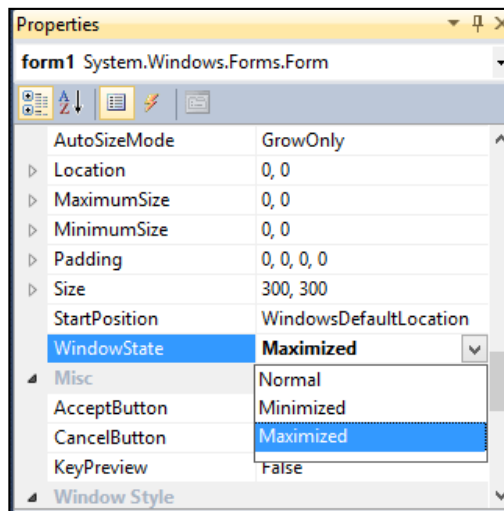 Properties
form1 System.Windows.Forms.Form
AutoSizeMode GrowOnly
Location 0, 0
MaximumSize 0, 0
MinimumSize 0, 0
Padding 0, 0, 0, 0
Size 300, 300
StartPosition WindowsDefaultLocation
WindowState Maximized
Misc Normal
AcceptButton Minimized
CancelButton Maximized
KeyPreview False
Window Style